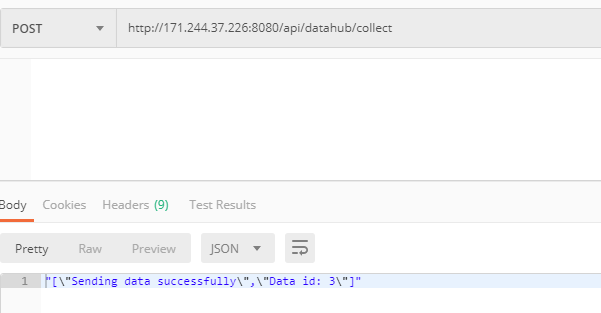 POST http://171.244.37.226:8080/api/datahub/collect
Body Cookies Headers (9) Test Results
Pretty Raw Preview JSON
1 "[\"Sending data successfully\",\"Data id: 3\"]"